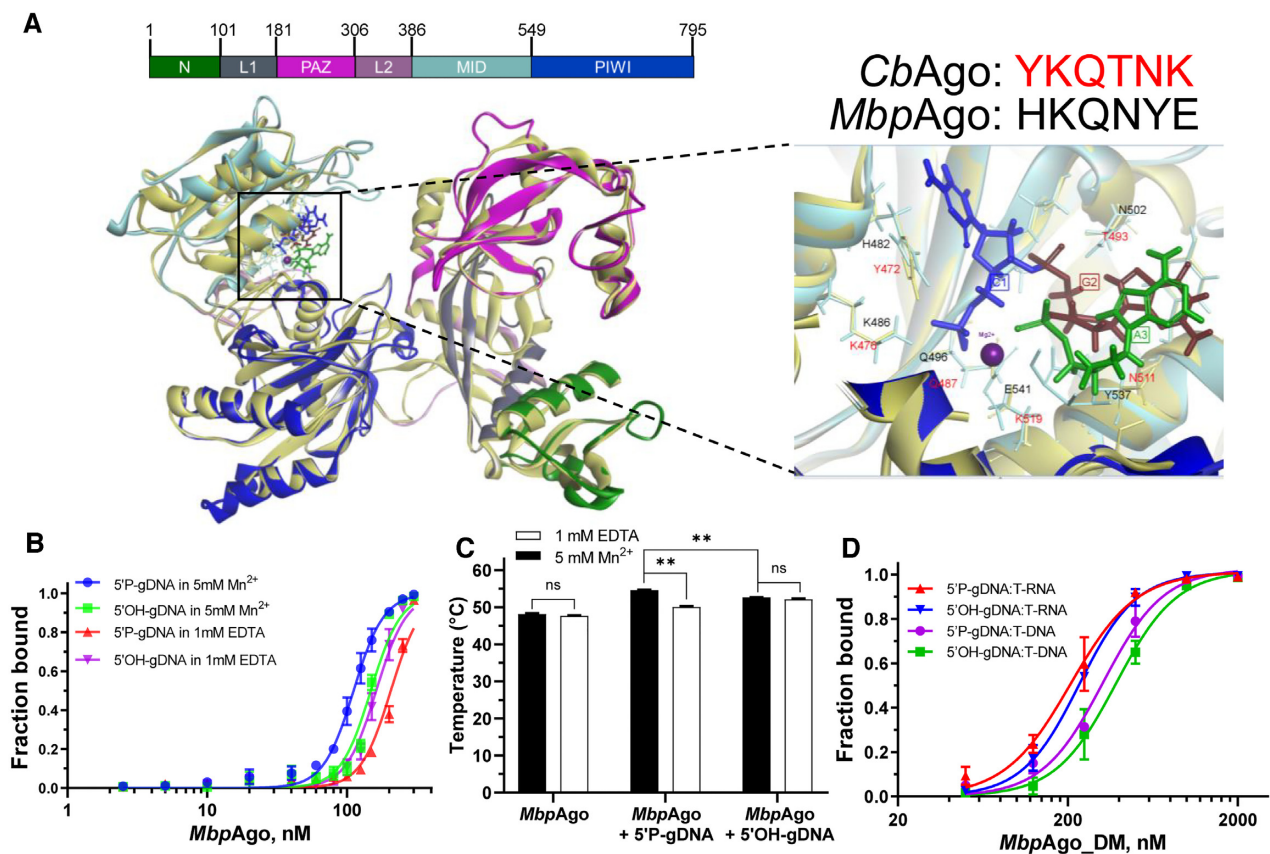 A
1 101 181 306 386 549 795
N L1 PAZ L2 MID PIWI
CbAgo: YKQTNK
MbpAgo: HKQNYE
N502
T493
H482
Y472
C1
G2
K486
K476
Mg2+
A3
Q496
Q487
E541
N511
Y537
K519
B
5'P-gDNA in 5mM Mn2+
5'OH-gDNA in 5mM Mn2+
5'P-gDNA in 1mM EDTA
5'OH-gDNA in 1mM EDTA
Fraction bound
1.0
0.8
0.6
0.4
0.2
0.0
1 10 100
MbpAgo, nM
C
1 mM EDTA
5 mM Mn2+
Temperature (°C)
60
50
40
30
20
10
0
ns
**
**
ns
MbpAgo
MbpAgo
+ 5'P-gDNA
MbpAgo
+ 5'OH-gDNA
D
5'P-gDNA:T-RNA
5'OH-gDNA:T-RNA
5'P-gDNA:T-DNA
5'OH-gDNA:T-DNA
Fraction bound
1.0
0.8
0.6
0.4
0.2
0.0
20 200 2000
MbpAgo_DM, nM